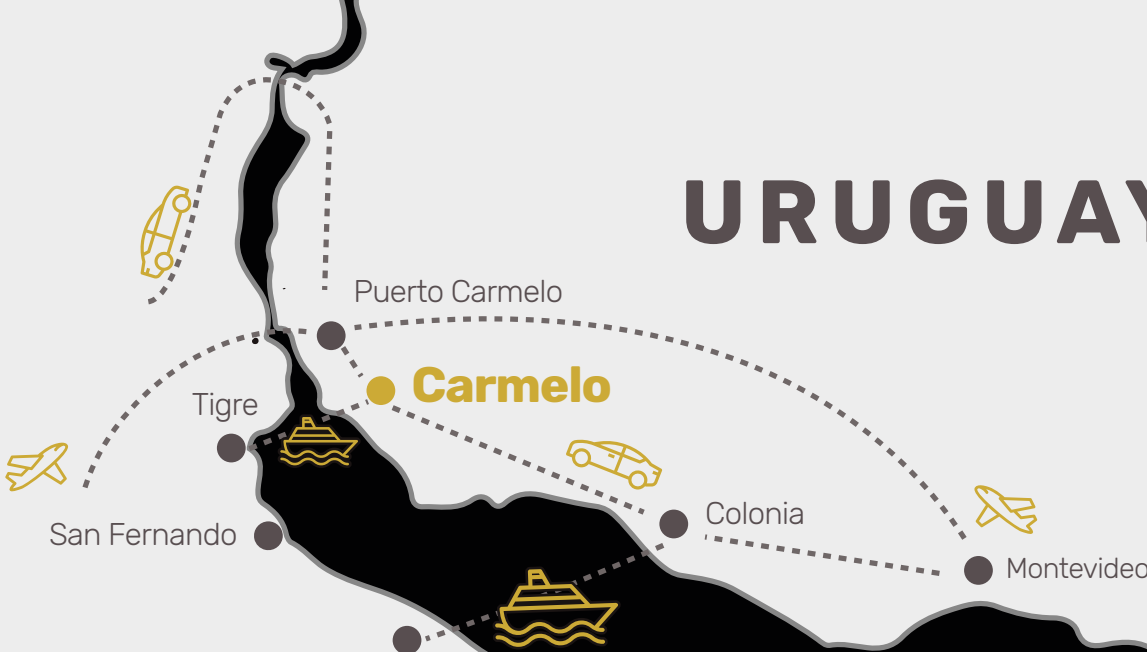 URUGUAY
Puerto Carmelo
Carmelo
Tigre
Colonia
San Fernando
Montevideo